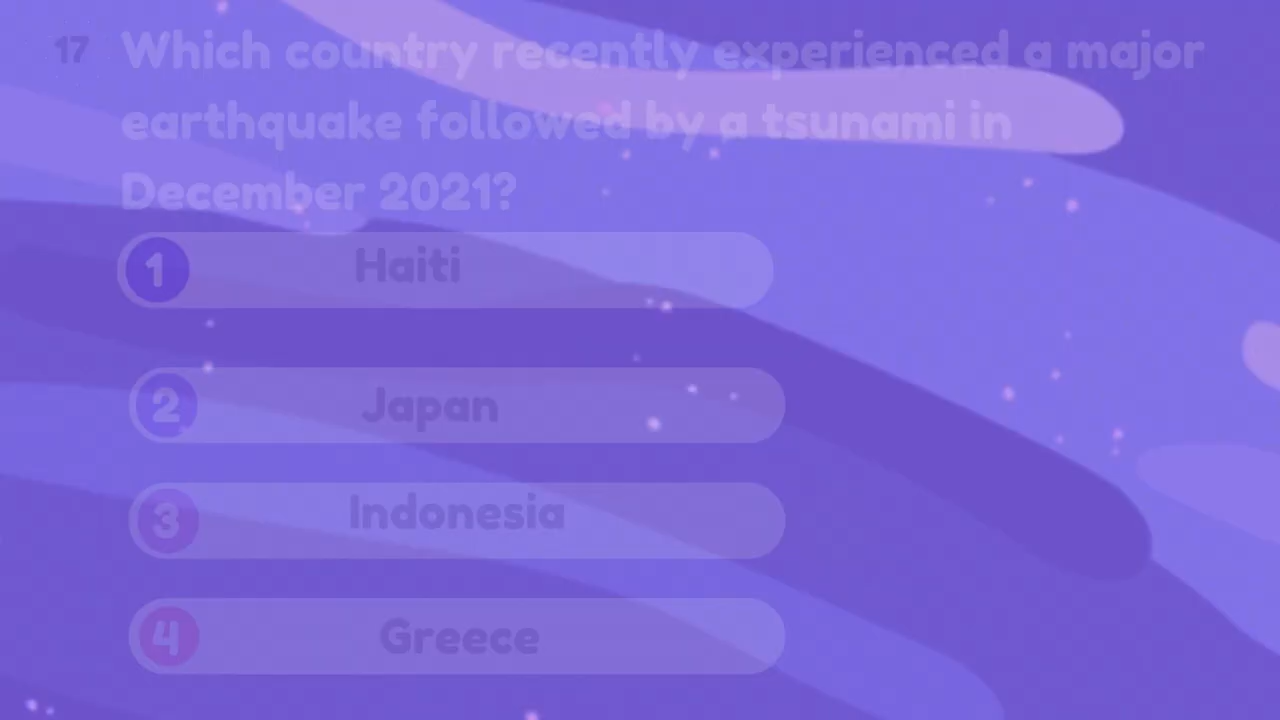 17
Which country recently experienced a major
earthquake followed by a tsunami in
December 2021?
1 Haiti
2 Japan
3 Indonesia
4 Greece